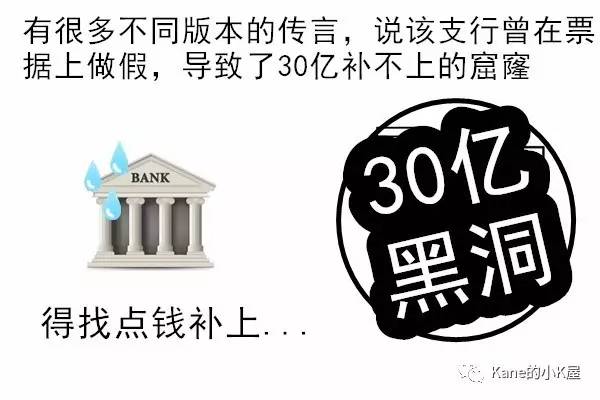 有很多不同版本的传言，说该支行曾在票
据上做假，导致了30亿补不上的窟窿
BANK
30亿
黑洞
得找点钱补上...
Kane的小K屋